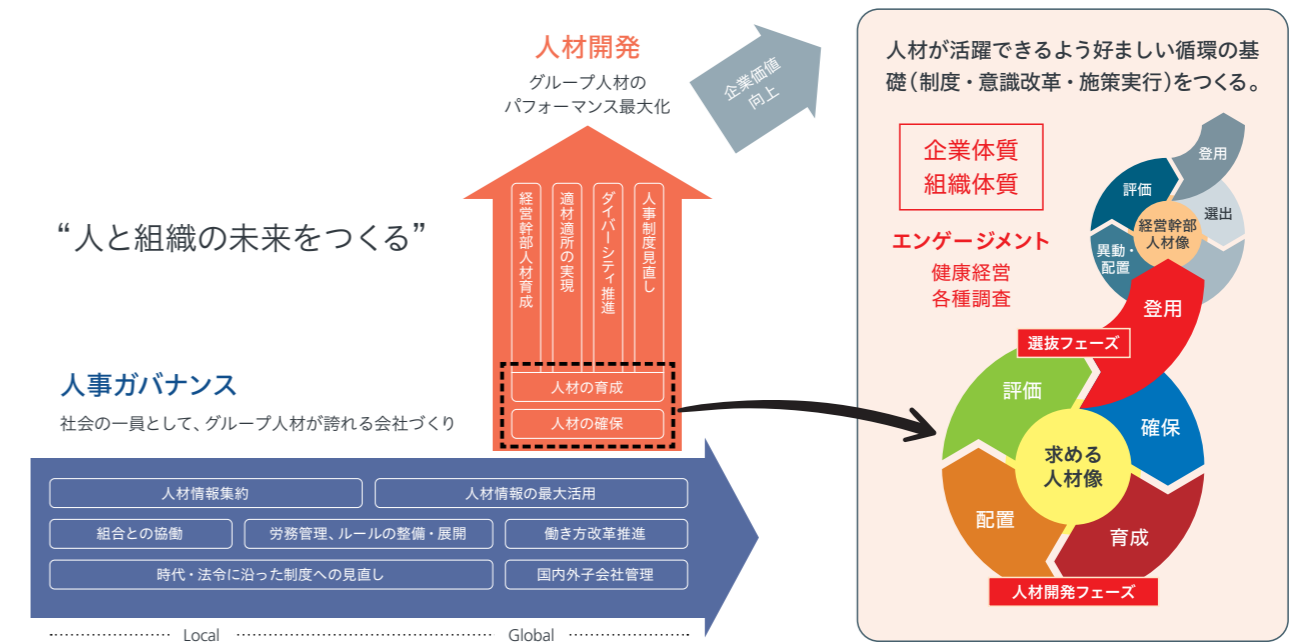 人材開発
グループ人材の
パフォーマンス最大化
企業価値
向上
経営幹部人材育成
適材適所の実現
ダイバーシティ推進
人事制度見直し
人材の育成
人材の確保
“人と組織の未来をつくる”
人事ガバナンス
社会の一員として、グループ人材が誇れる会社づくり
人材情報集約
人材情報の最大活用
組合との協働
労務管理、ルールの整備・展開
働き方改革推進
時代・法令に沿った制度への見直し
国内外子会社管理
Local
Global
人材が活躍できるよう好ましい循環の基
礎（制度・意識改革・施策実行）をつくる。
企業体質
組織体質
エンゲージメント
健康経営
各種調査
登用
評価
選出
経営幹部
人材像
異動・
配置
登用
選抜フェーズ
評価
確保
求める
人材像
配置
育成
人材開発フェーズ